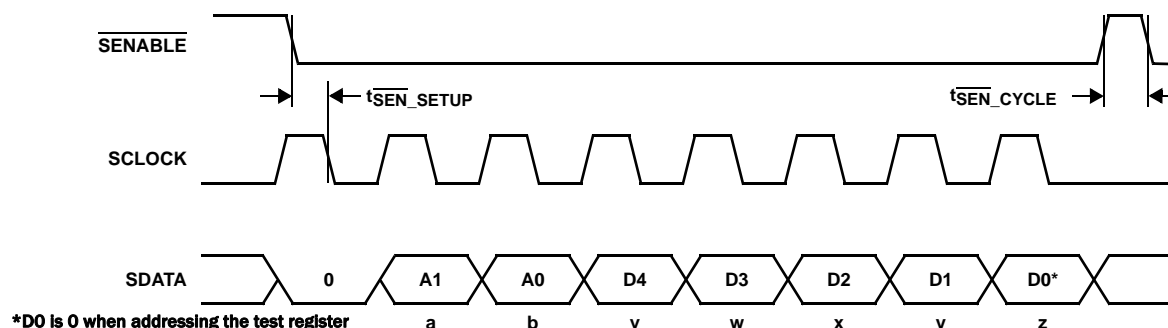 SENABLE
tSEN_SETUP
tSEN_CYCLE
SCLOCK
SDATA
0 A1 A0 D4 D3 D2 D1 D0*
*D0 is 0 when addressing the test register
a b v w x y z